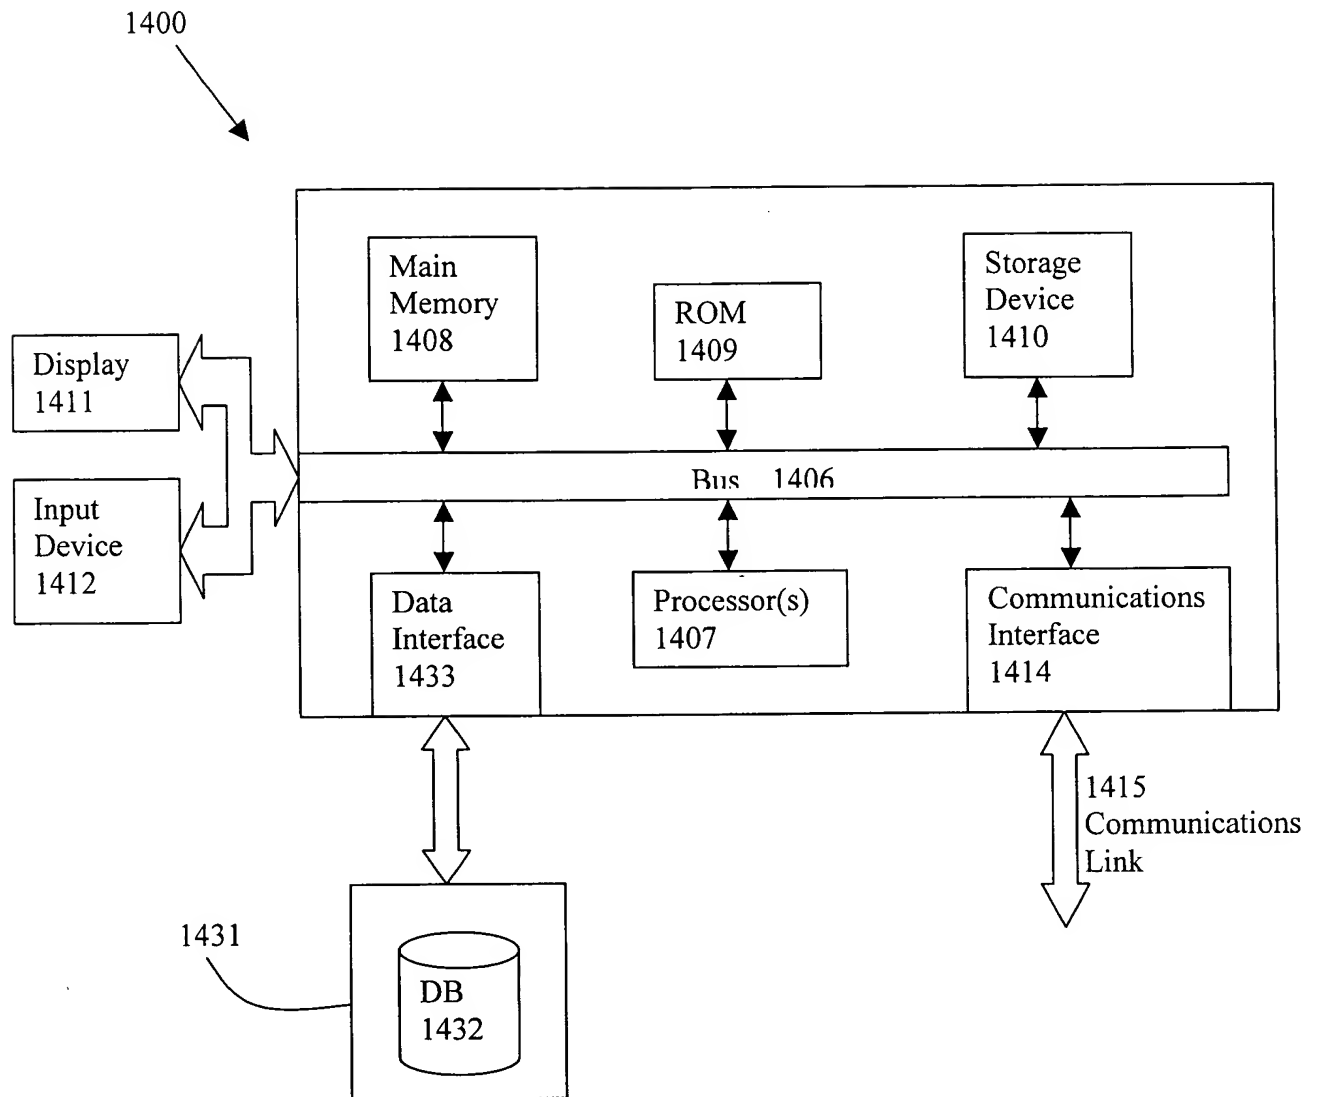 1400
Main
Memory
1408
ROM
1409
Storage
Device
1410
Display
1411
Input
Device
1412
Bus 1406
Data
Interface
1433
Processor(s)
1407
Communications
Interface
1414
1415
Communications
Link
1431
DB
1432